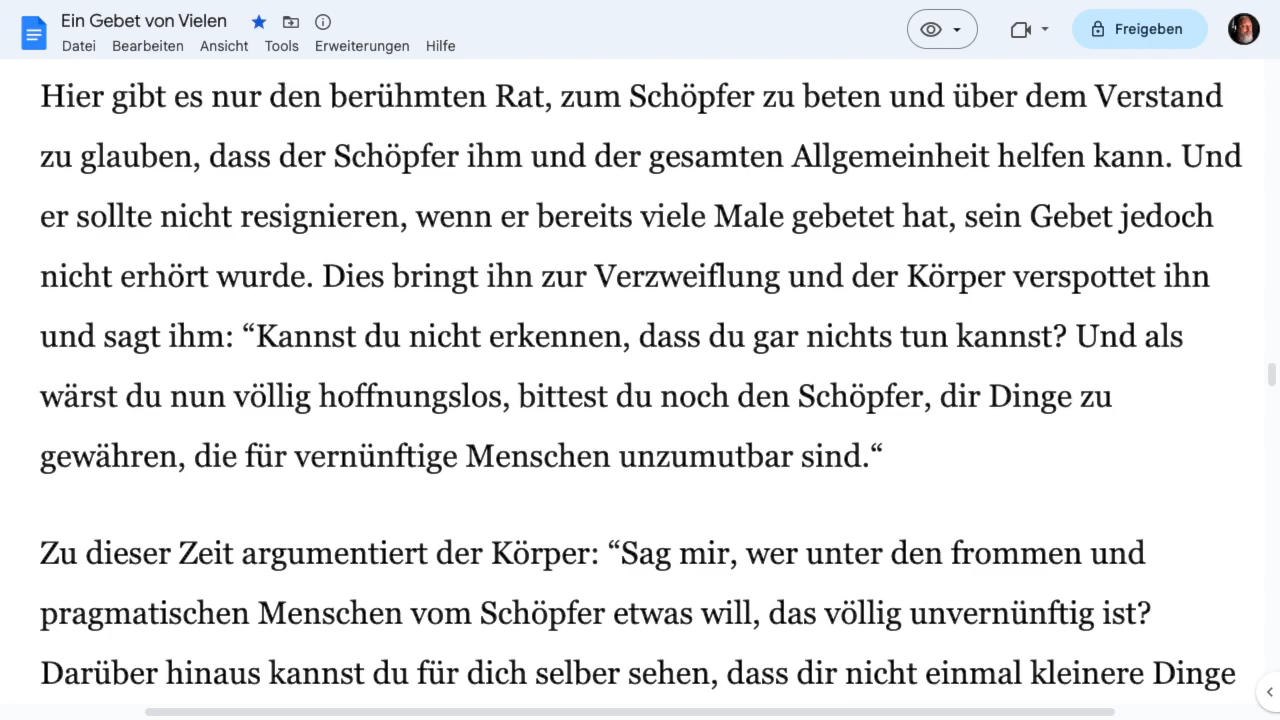 Ein Gebet von Vielen
Datei Bearbeiten Ansicht Tools Erweiterungen Hilfe
Freigeben
Hier gibt es nur den berühmten Rat, zum Schöpfer zu beten und über dem Verstand
zu glauben, dass der Schöpfer ihm und der gesamten Allgemeinheit helfen kann. Und
er sollte nicht resignieren, wenn er bereits viele Male gebetet hat, sein Gebet jedoch
nicht erhört wurde. Dies bringt ihn zur Verzweiflung und der Körper verspottet ihn
und sagt ihm: “Kannst du nicht erkennen, dass du gar nichts tun kannst? Und als
wärst du nun völlig hoffnungslos, bittest du noch den Schöpfer, dir Dinge zu
gewähren, die für vernünftige Menschen unzumutbar sind.“
Zu dieser Zeit argumentiert der Körper: “Sag mir, wer unter den frommen und
pragmatischen Menschen vom Schöpfer etwas will, das völlig unvernünftig ist?
Darüber hinaus kannst du für dich selber sehen, dass dir nicht einmal kleinere Dinge